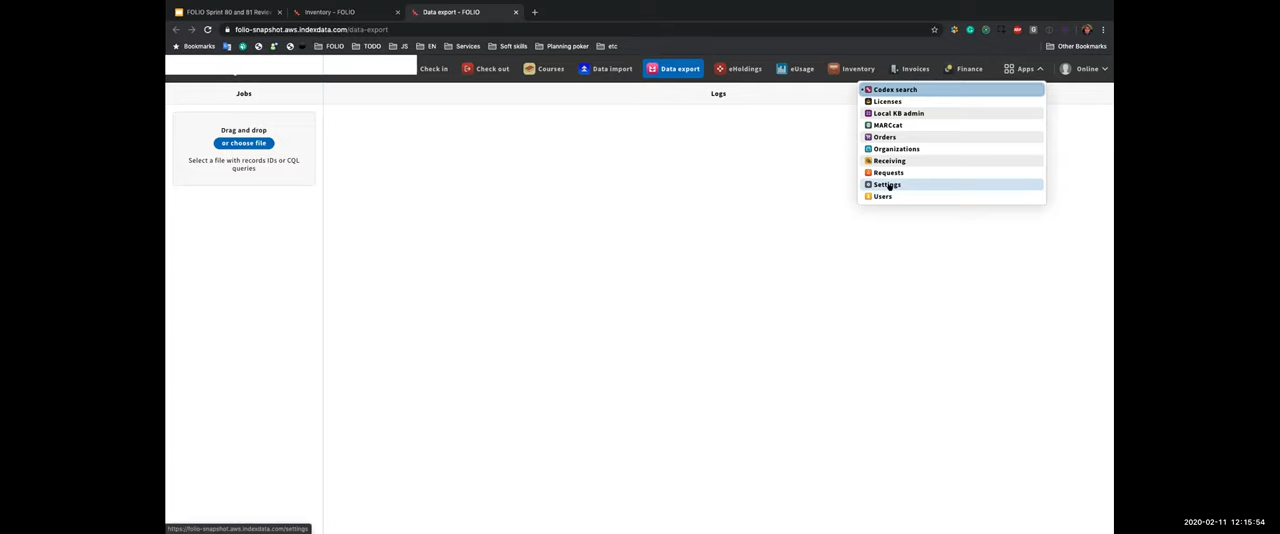 FOLIO Sprint 80 and 81 Review
Inventory - FOLIO
Data export - FOLIO
folio-snapshot.aws.indexdata.com/data-export
Bookmarks
FOLIO
TODO
JS
EN
Services
Soft skills
Planning poker
etc
Other Bookmarks
Check in
Check out
Courses
Data import
Data export
eHoldings
eUsage
Inventory
Invoices
Finance
Apps
Online
Jobs
Logs
Codex search
Licenses
Local KB admin
MARCcat
Orders
Organizations
Receiving
Requests
Settings
Users
Drag and drop
or choose file
Select a file with records IDs or CQL
queries
https://folio-snapshot.aws.indexdata.com/settings
2020-02-11 12:15:54